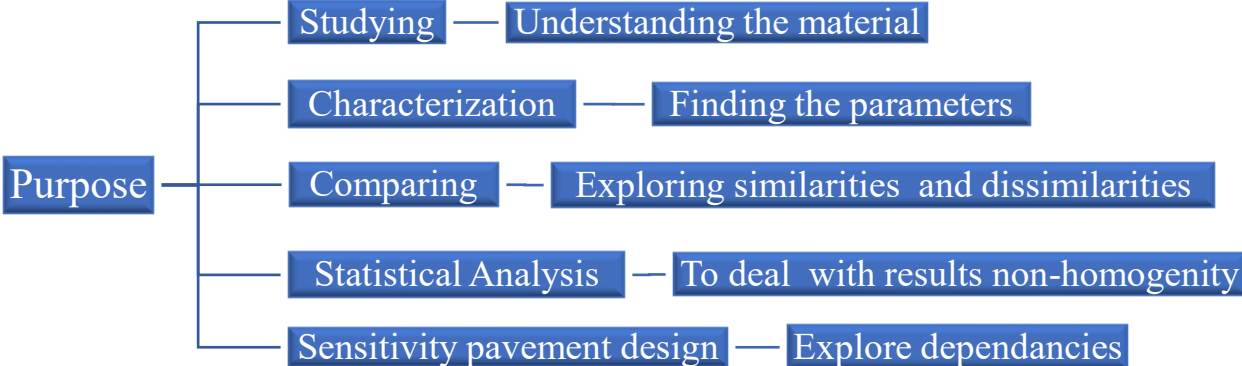 Studying
Understanding the material
Characterization
Finding the parameters
Purpose
Comparing
Exploring similarities and dissimilarities
Statistical Analysis
To deal with results non-homogenity
Sensitivity pavement design
Explore dependancies